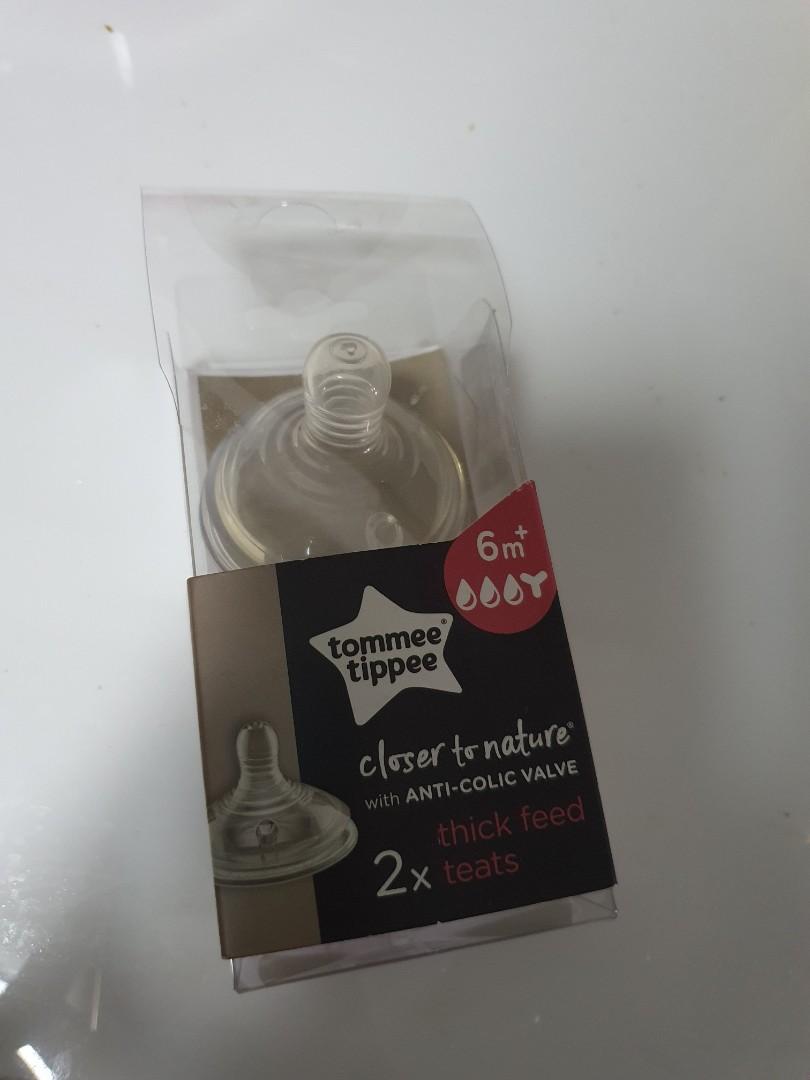 6m+
tommee®
tippee
closer to nature®
with ANTI-COLIC VALVE
2x thick feed
teats